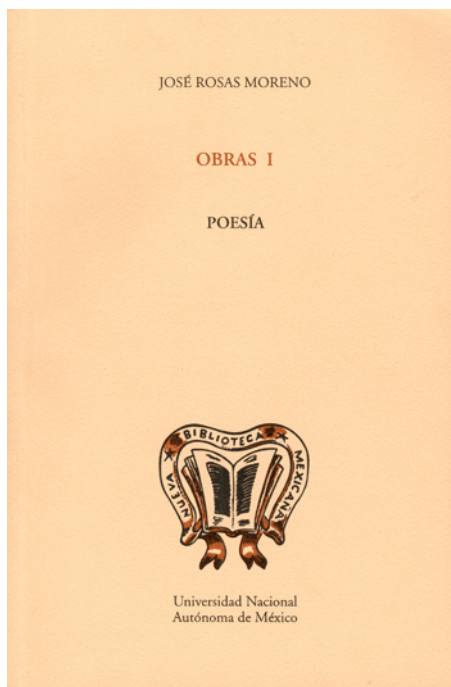 JOSÉ ROSAS MORENO
OBRAS I
POESÍA
NUEVA BIBLIOTECA MEXICANA
Universidad Nacional
Autónoma de México